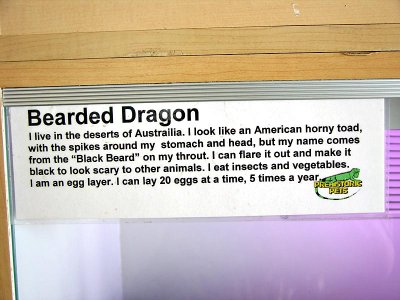 Bearded Dragon
I live in the deserts of Austrailia. I look like an American horny toad,
with the spikes around my stomach and head, but my name comes
from the "Black Beard" on my throut. I can flare it out and make it
black to look scary to other animals. I eat insects and vegetables.
I am an egg layer. I can lay 20 eggs at a time, 5 times a year.
PREHISTORIC
PETS